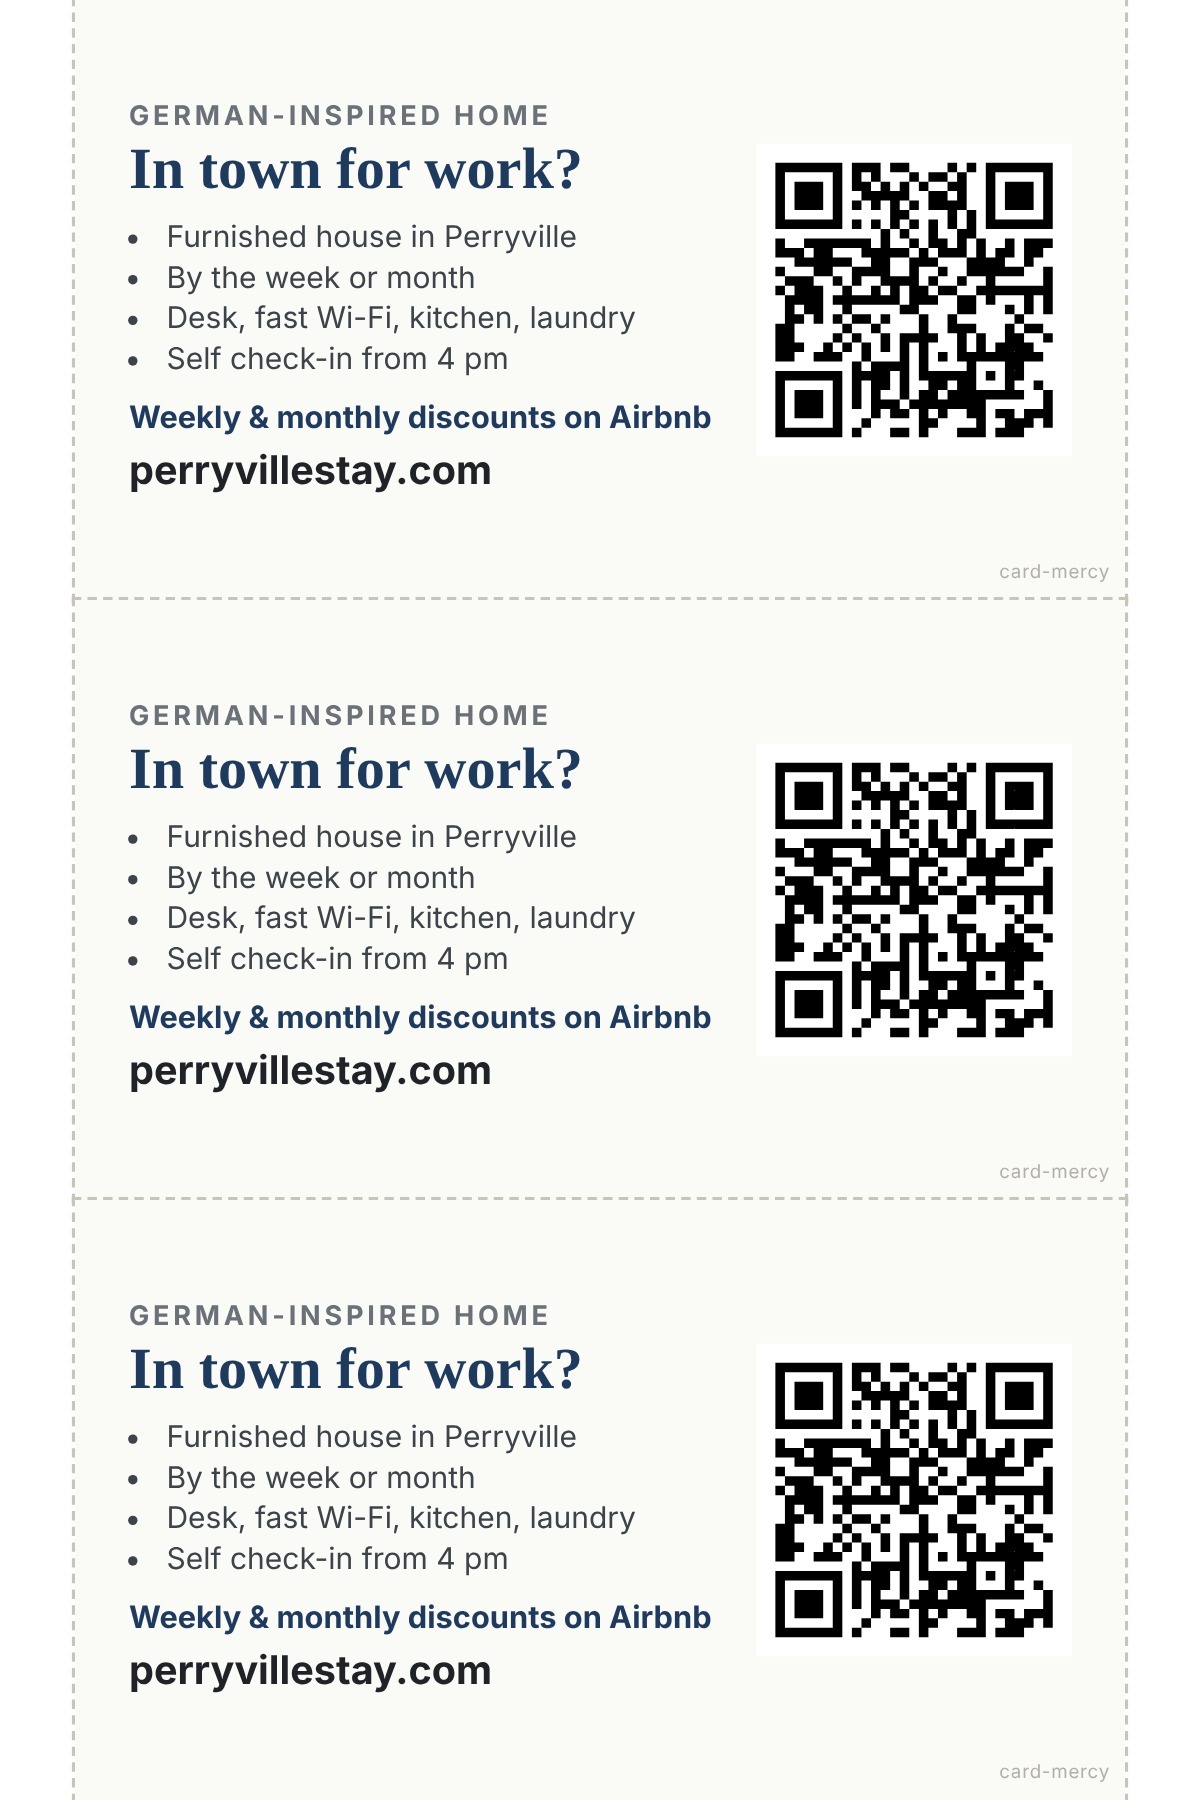 GERMAN-INSPIRED HOME
In town for work?
• Furnished house in Perryville
• By the week or month
• Desk, fast Wi-Fi, kitchen, laundry
• Self check-in from 4 pm
Weekly & monthly discounts on Airbnb
perryvillestay.com
card-mercy
GERMAN-INSPIRED HOME
In town for work?
• Furnished house in Perryville
• By the week or month
• Desk, fast Wi-Fi, kitchen, laundry
• Self check-in from 4 pm
Weekly & monthly discounts on Airbnb
perryvillestay.com
card-mercy
GERMAN-INSPIRED HOME
In town for work?
• Furnished house in Perryville
• By the week or month
• Desk, fast Wi-Fi, kitchen, laundry
• Self check-in from 4 pm
Weekly & monthly discounts on Airbnb
perryvillestay.com
card-mercy